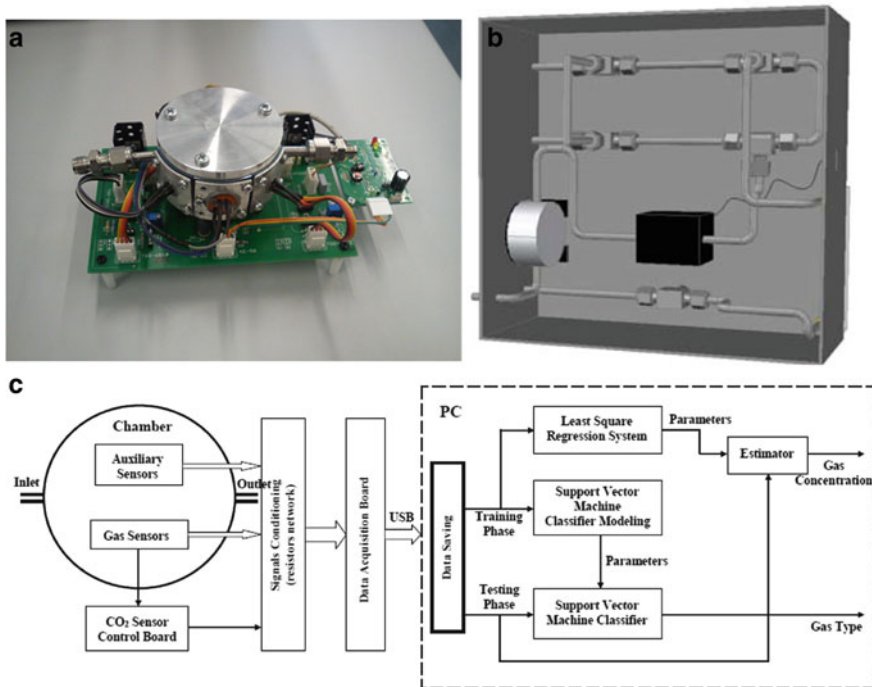 a
b
c
Chamber
Auxiliary
Sensors
Inlet
Outlet
Gas Sensors
CO₂ Sensor
Control Board
Signals Conditioning
(resistors network)
Data Acquisition Board
USB
PC
Data Saving
Training
Phase
Testing
Phase
Least Square
Regression System
Parameters
Estimator
Gas
Concentration
Support Vector
Machine
Classifier Modeling
Parameters
Support Vector
Machine Classifier
Gas Type